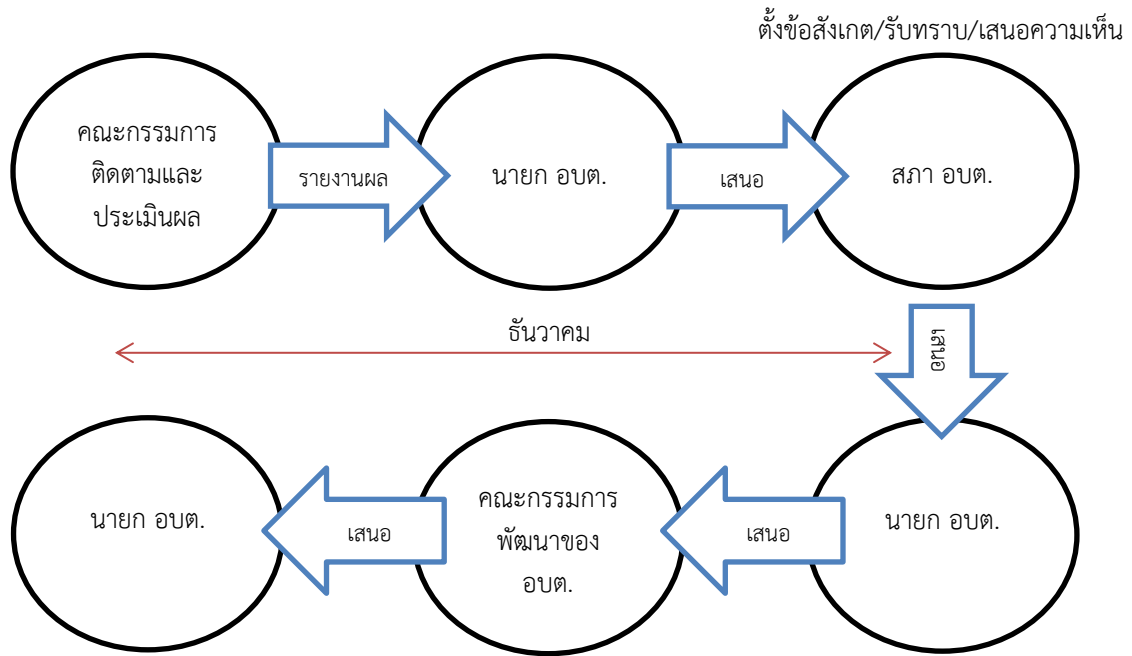 ตั้งข้อสังเกต/รับทราบ/เสนอความเห็น
คณะกรรมการ
ติดตามและ
ประเมินผล
รายงานผล
นายก อบต.
เสนอ
สภา อบต.
ธันวาคม
เสนอ
นายก อบต.
เสนอ
คณะกรรมการ
พัฒนาของ
อบต.
เสนอ
นายก อบต.